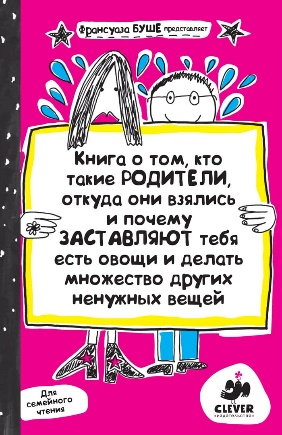 Франсуаза БУШЕ представляет
Книга о том, кто
такие РОДИТЕЛИ,
откуда они взялись
и почему
ЗАСТАВЛЯЮТ тебя
есть овощи и делать
множество других
ненужных вещей
Для
семейного
чтения
CLEVER
издательство